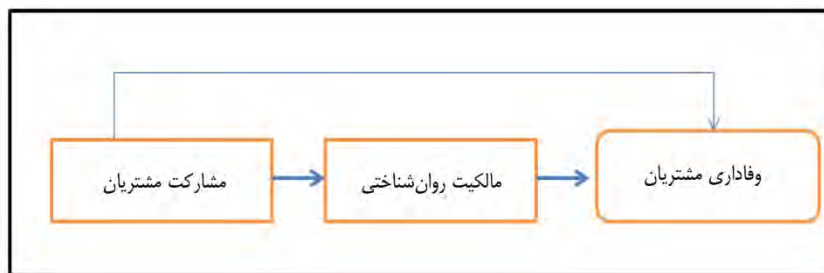 مشارکت مشتریان
مالکیت روان‌شناختی
وفاداری مشتریان